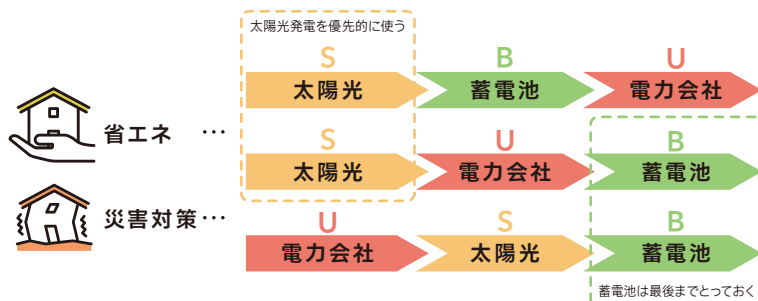 太陽光発電を優先的に使う
S B U
太陽光 蓄電池 電力会社
省エネ …
S U B
太陽光 電力会社 蓄電池
災害対策…
U S B
電力会社 太陽光 蓄電池
蓄電池は最後までとっておく